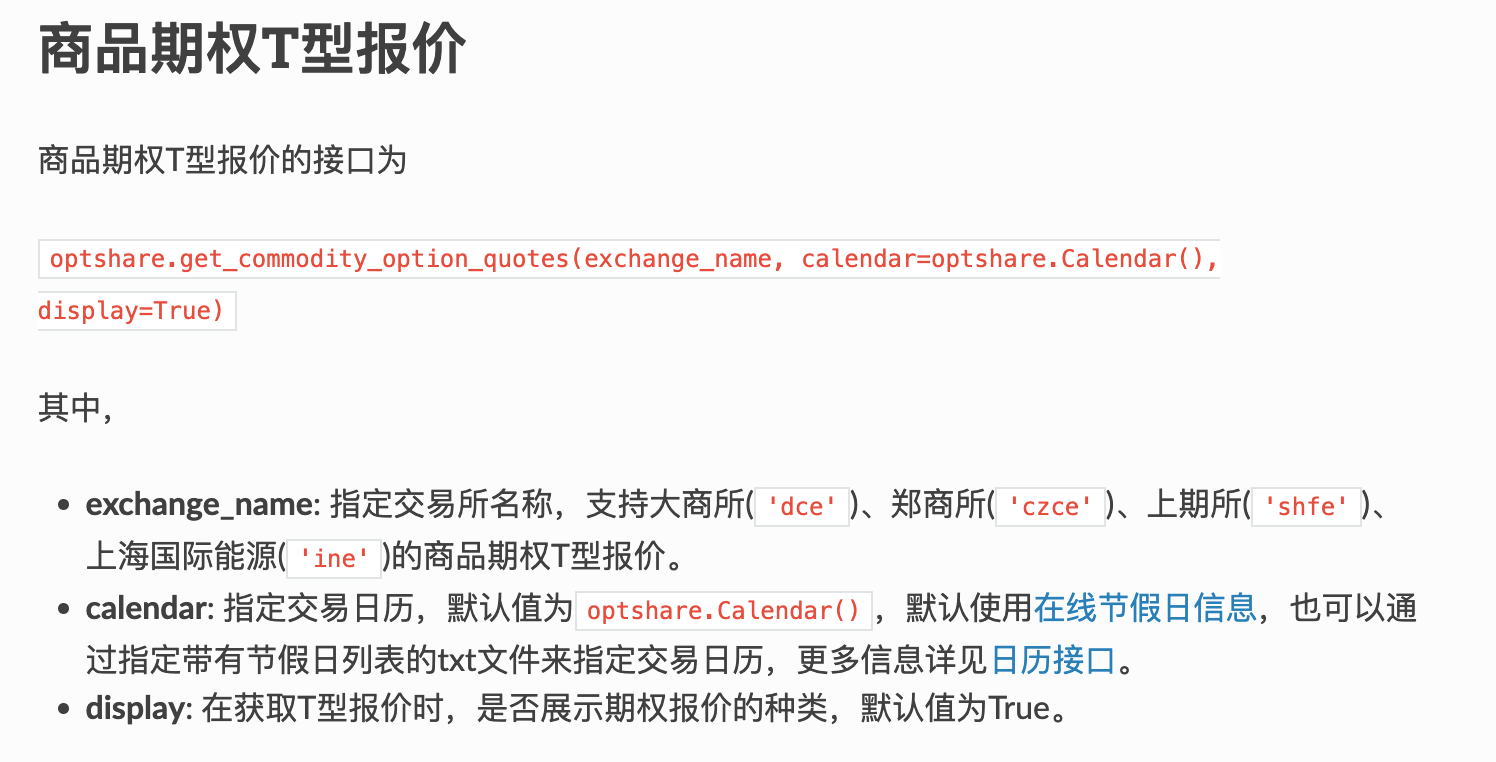 商品期权T型报价
商品期权T型报价的接口为
optshare.get_commodity_option_quotes(exchange_name, calendar=optshare.Calendar(),
display=True)
其中，
• exchange_name: 指定交易所名称，支持大商所('dce')、郑商所('czce')、上期所('shfe')、
上海国际能源('ine')的商品期权T型报价。
• calendar: 指定交易日历，默认值为optshare.Calendar()，默认使用在线节假日信息，也可以通
过指定带有节假日列表的txt文件来指定交易日历，更多信息详见日历接口。
• display: 在获取T型报价时，是否展示期权报价的种类，默认值为True。